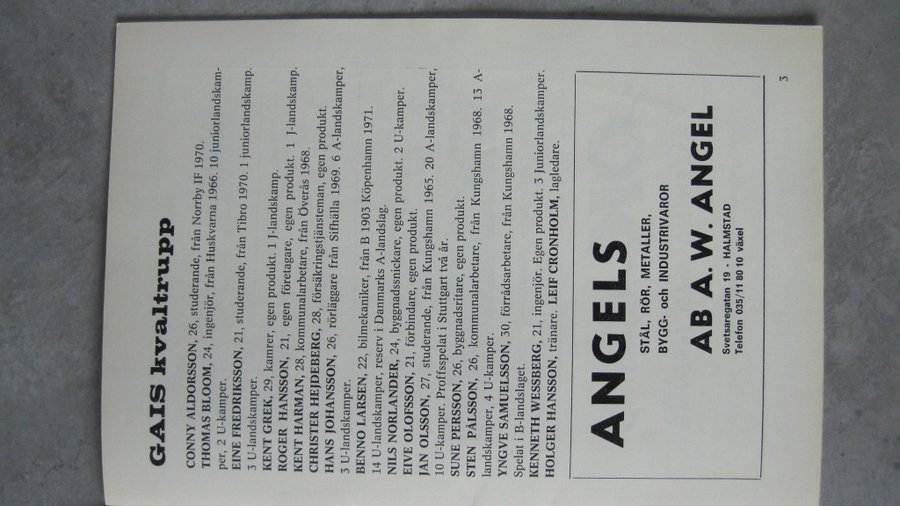 GAIS kvaltrupp
CONNY ALDORSSON, 26, studerande, från Norrby IF 1970.
THOMAS BLOOM, 24, ingenjör, från Huskvarna 1966. 10 juniorlandskam-
per, 2 U-kamper.
EINE FREDRIKSSON, 21, studerande, från Tibro 1970. 1 juniorlandskamp.
3 U-landskamper.
KENT GREK, 29, kamrer, egen produkt. 1 J-landskamp.
ROGER HANSSON, 21, egen företagare, egen produkt. 1 J-landskamp.
KENT HARMAN, 28, kommunalarbetare, från Överås 1968.
CHRISTER HEJDEBERG, 28, försäkringstjänsteman, egen produkt.
HANS JOHANSSON, 26, rörläggare från Sifhälla 1969. 6 A-landskamper,
3 U-landskamper.
BENNO LARSEN, 22, bilmekaniker, från B 1903 Köpenhamn 1971.
14 U-landskamper, reserv i Danmarks A-landslag.
NILS NORLANDER, 24, byggnadssnickare, egen produkt. 2 U-kamper.
EIVE OLOFSSON, 21, förbindare, egen produkt.
JAN OLSSON, 27, studerande, från Kungshamn 1965. 20 A-landskamper,
10 U-kamper. Proffsspelat i Stuttgart två år.
SUNE PERSSON, 26, byggnadsritare, egen produkt.
STEN PÅLSSON, 26, kommunalarbetare, från Kungshamn 1968. 13 A-
landskamper, 4 U-kamper.
YNGVE SAMUELSSON, 30, förrådsarbetare, från Kungshamn 1968.
Spelat i B-landslaget.
KENNETH WESSBERG, 21, ingenjör. Egen produkt. 3 Juniorlandskamper.
HOLGER HANSSON, tränare. LEIF CRONHOLM, lagledare.
ANGELS
STÅL, RÖR, METALLER,
BYGG- och INDUSTRIVAROR
AB A. W. ANGEL
Svetsaregatan 19 - HALMSTAD
Telefon 035/11 80 10 växel
3